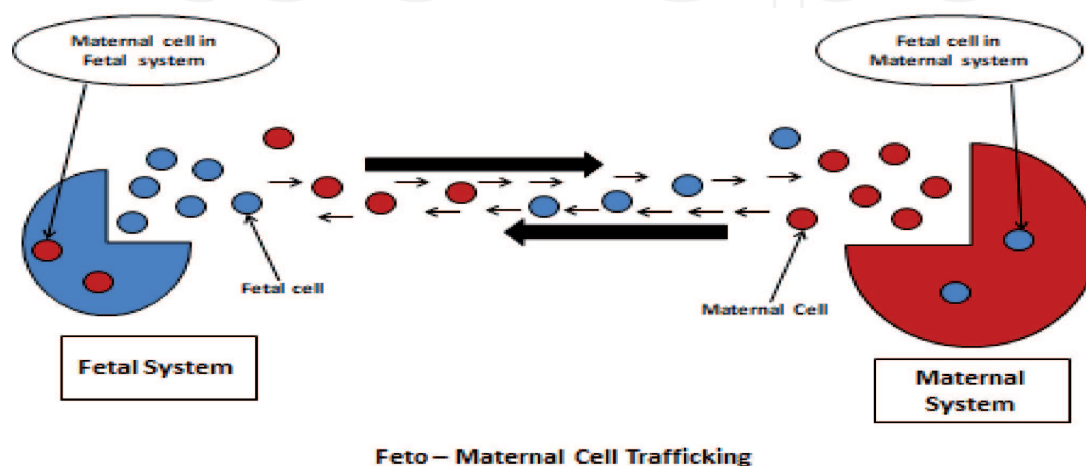 Maternal cell in
Fetal system
Fetal cell in
Maternal system
Fetal cell
Maternal Cell
Fetal System
Maternal
System
Feto – Maternal Cell Trafficking